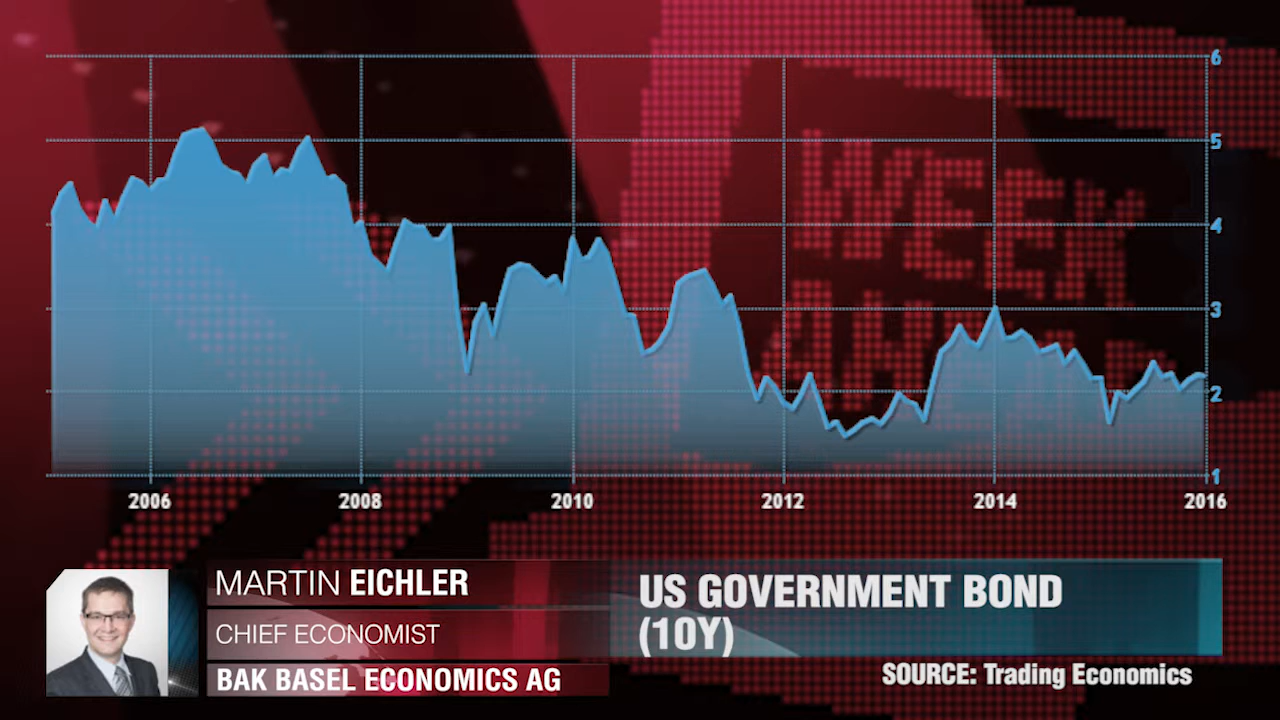 6
5
4
3
2
1
2006 2008 2010 2012 2014 2016
WEEK
MARTIN EICHLER
CHIEF ECONOMIST
BAK BASEL ECONOMICS AG
US GOVERNMENT BOND
(10Y)
SOURCE: Trading Economics